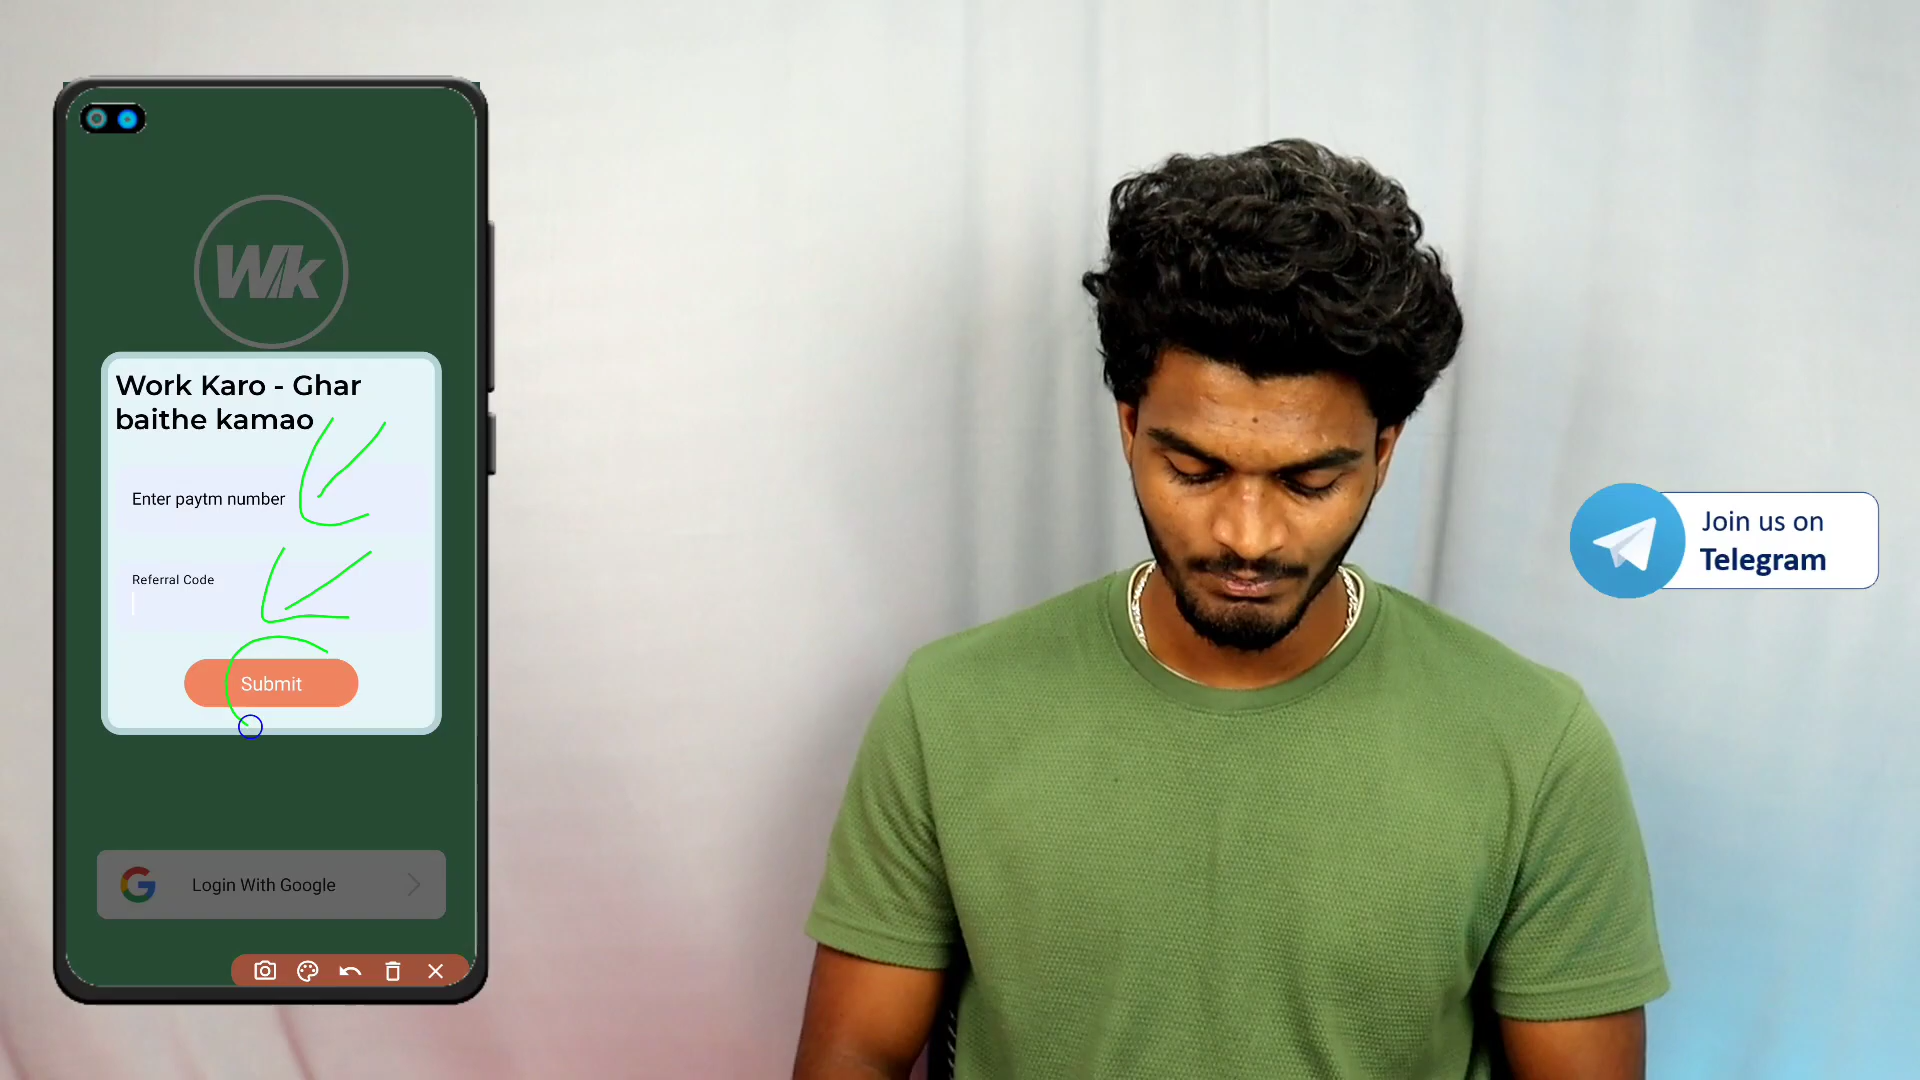 Wk
Work Karo - Ghar
baithe kamao
Enter paytm number
Referral Code
Submit
Login With Google
Join us on
Telegram